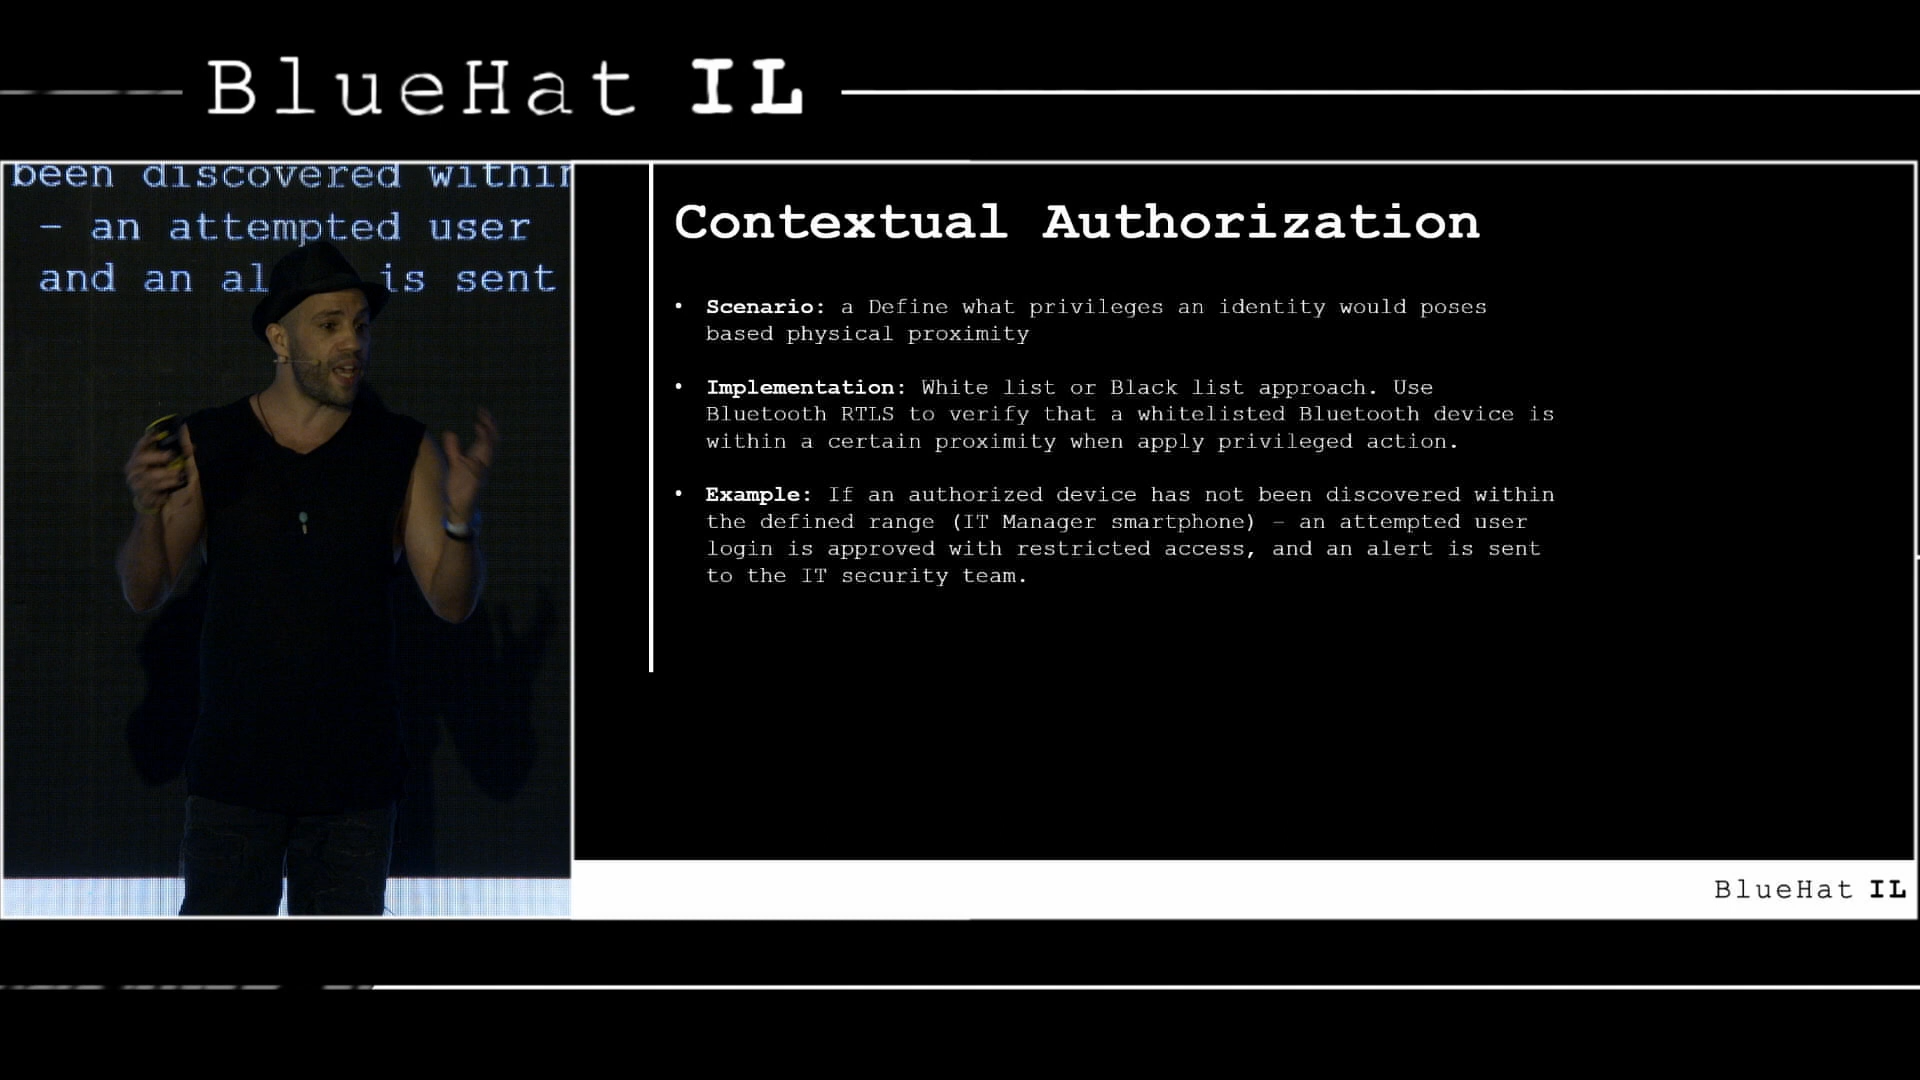 BlueHat IL
been discovered within
– an attempted user
and an al is sent
Contextual Authorization
• Scenario: a Define what privileges an identity would poses
based physical proximity
• Implementation: White list or Black list approach. Use
Bluetooth RTLS to verify that a whitelisted Bluetooth device is
within a certain proximity when apply privileged action.
• Example: If an authorized device has not been discovered within
the defined range (IT Manager smartphone) – an attempted user
login is approved with restricted access, and an alert is sent
to the IT security team.
BlueHat IL